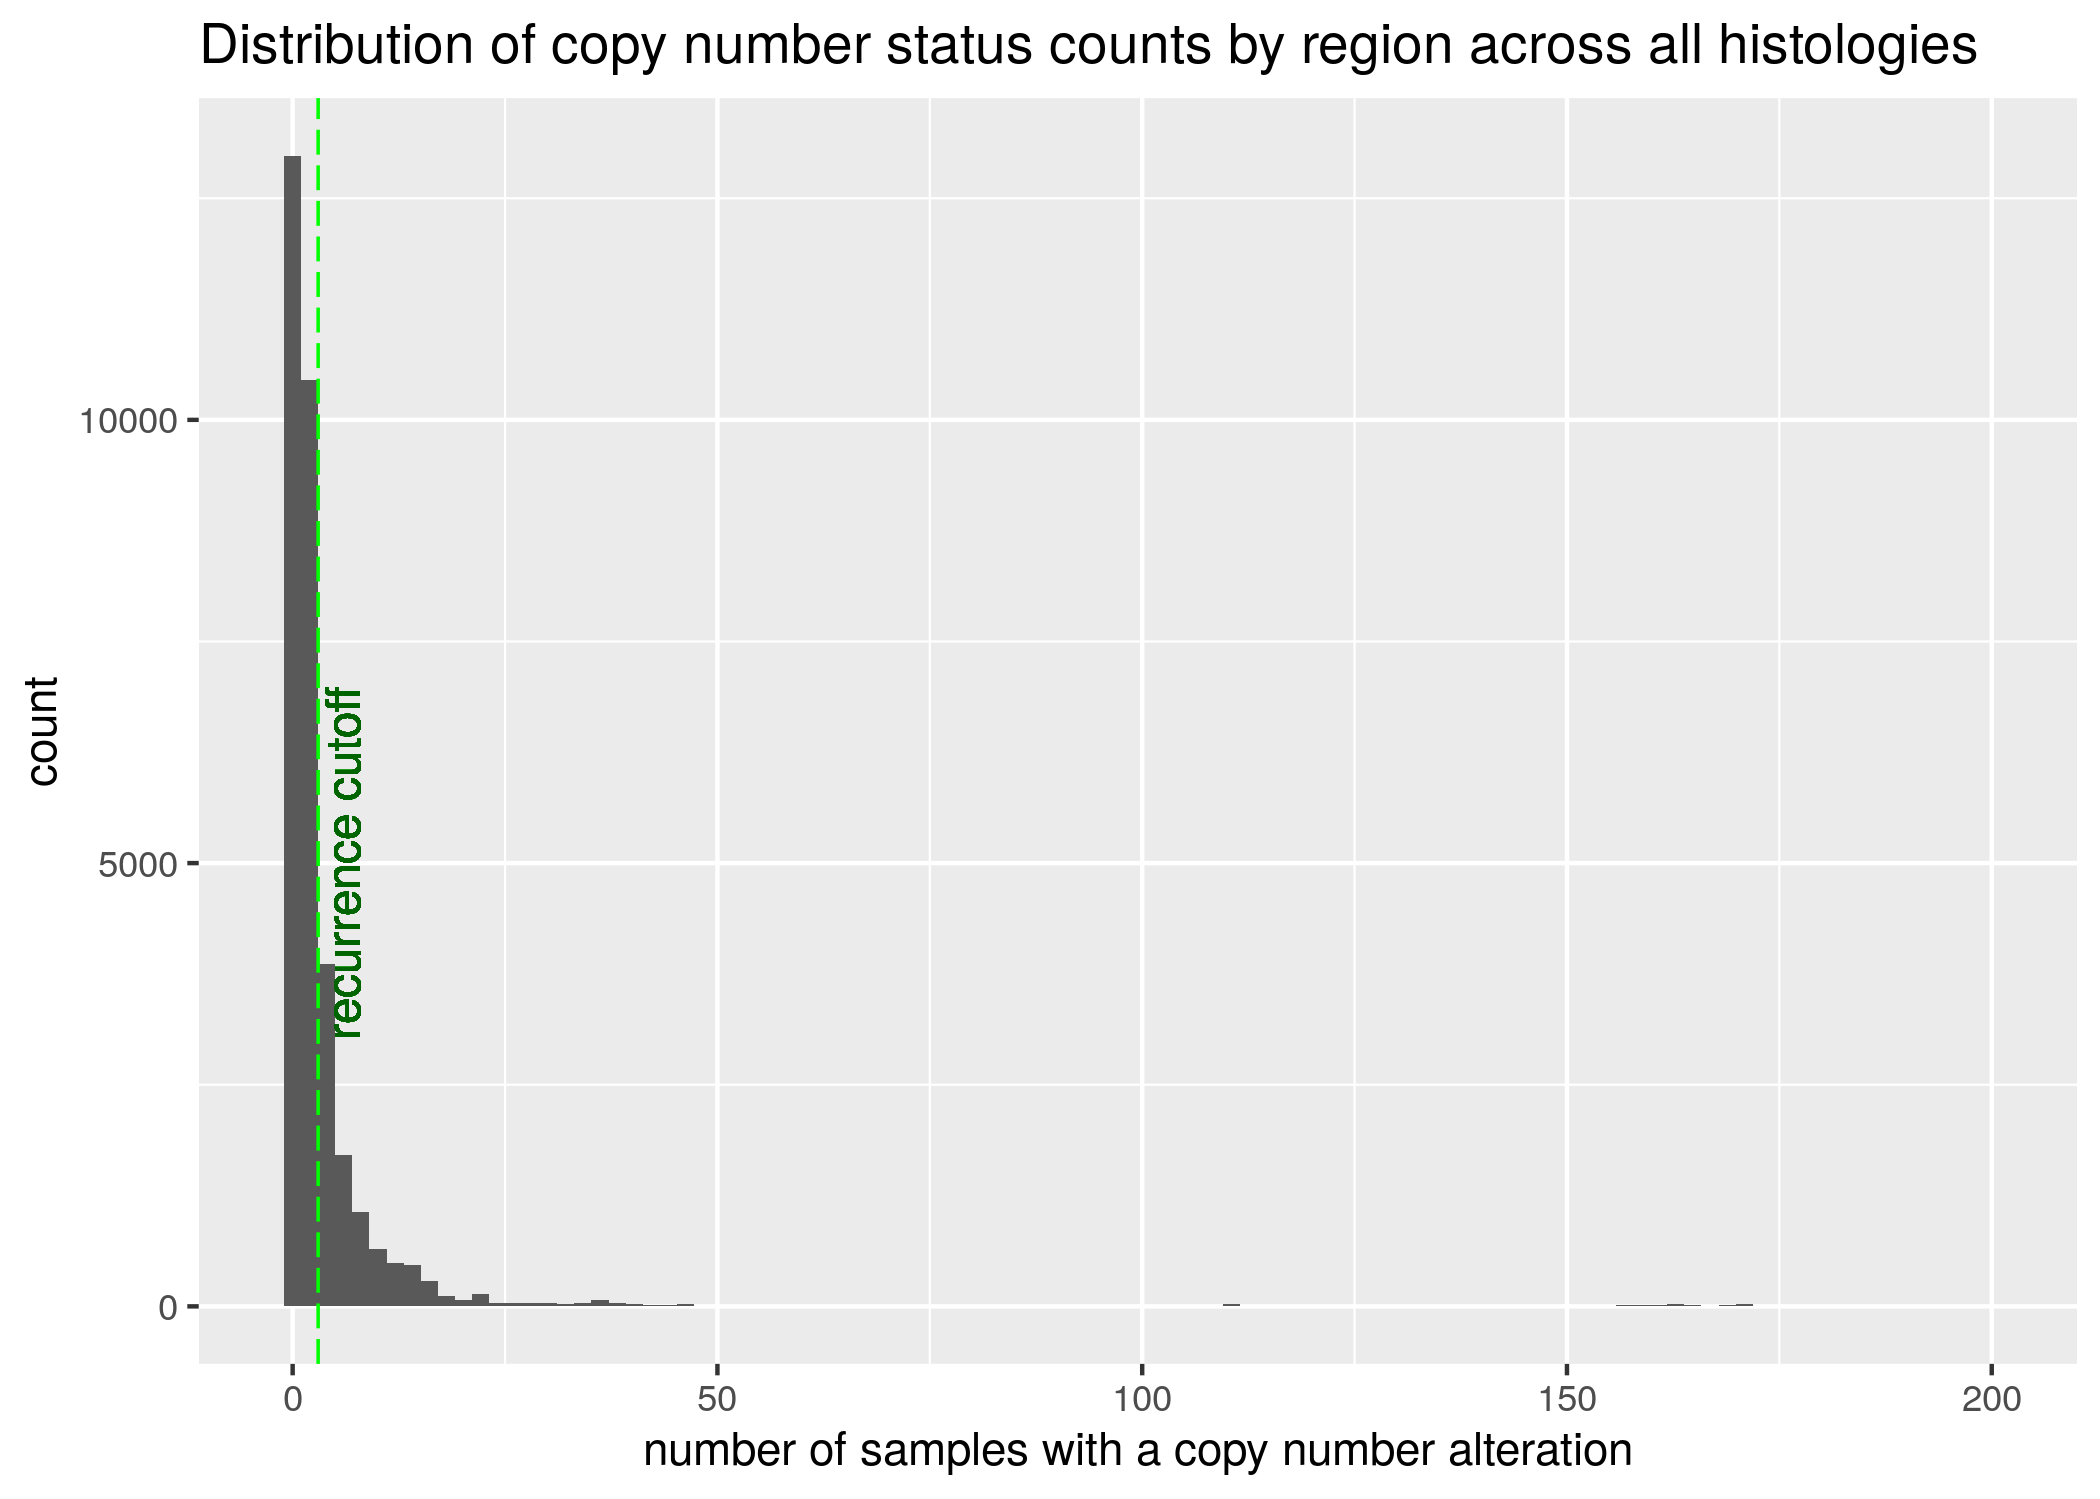 Distribution of copy number status counts by region across all histologies
10000
5000
0
count
recurrence cutoff
0 50 100 150 200
number of samples with a copy number alteration